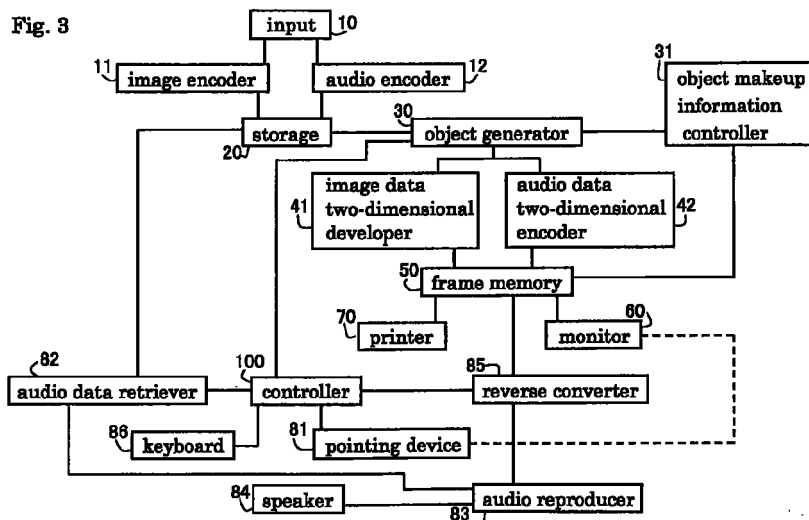 Fig. 3
input
10
11
image encoder
audio encoder
12
31
object makeup
information
controller
storage
20
30
object generator
41
image data
two-dimensional
developer
audio data
two-dimensional
encoder
42
50
frame memory
70
printer
monitor
60
82
audio data retriever
100
controller
85
reverse converter
86
keyboard
81
pointing device
84
speaker
audio reproducer
83